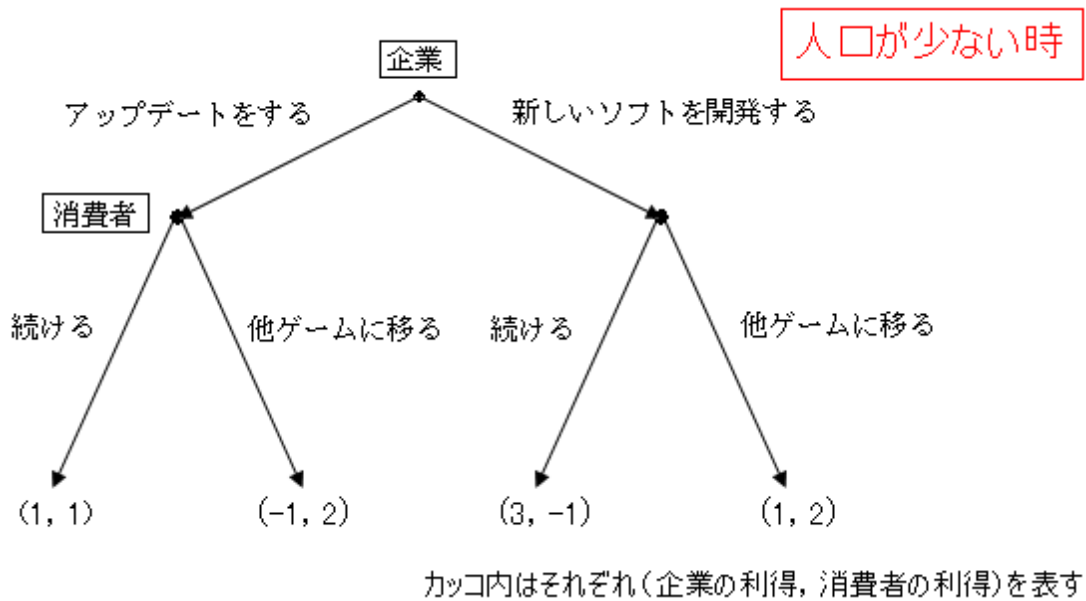 人口が少ない時
企業
アップデートをする 新しいソフトを開発する
消費者
続ける 他ゲームに移る 続ける 他ゲームに移る
(1, 1) (-1, 2) (3, -1) (1, 2)
カッコ内はそれぞれ(企業の利得, 消費者の利得)を表す